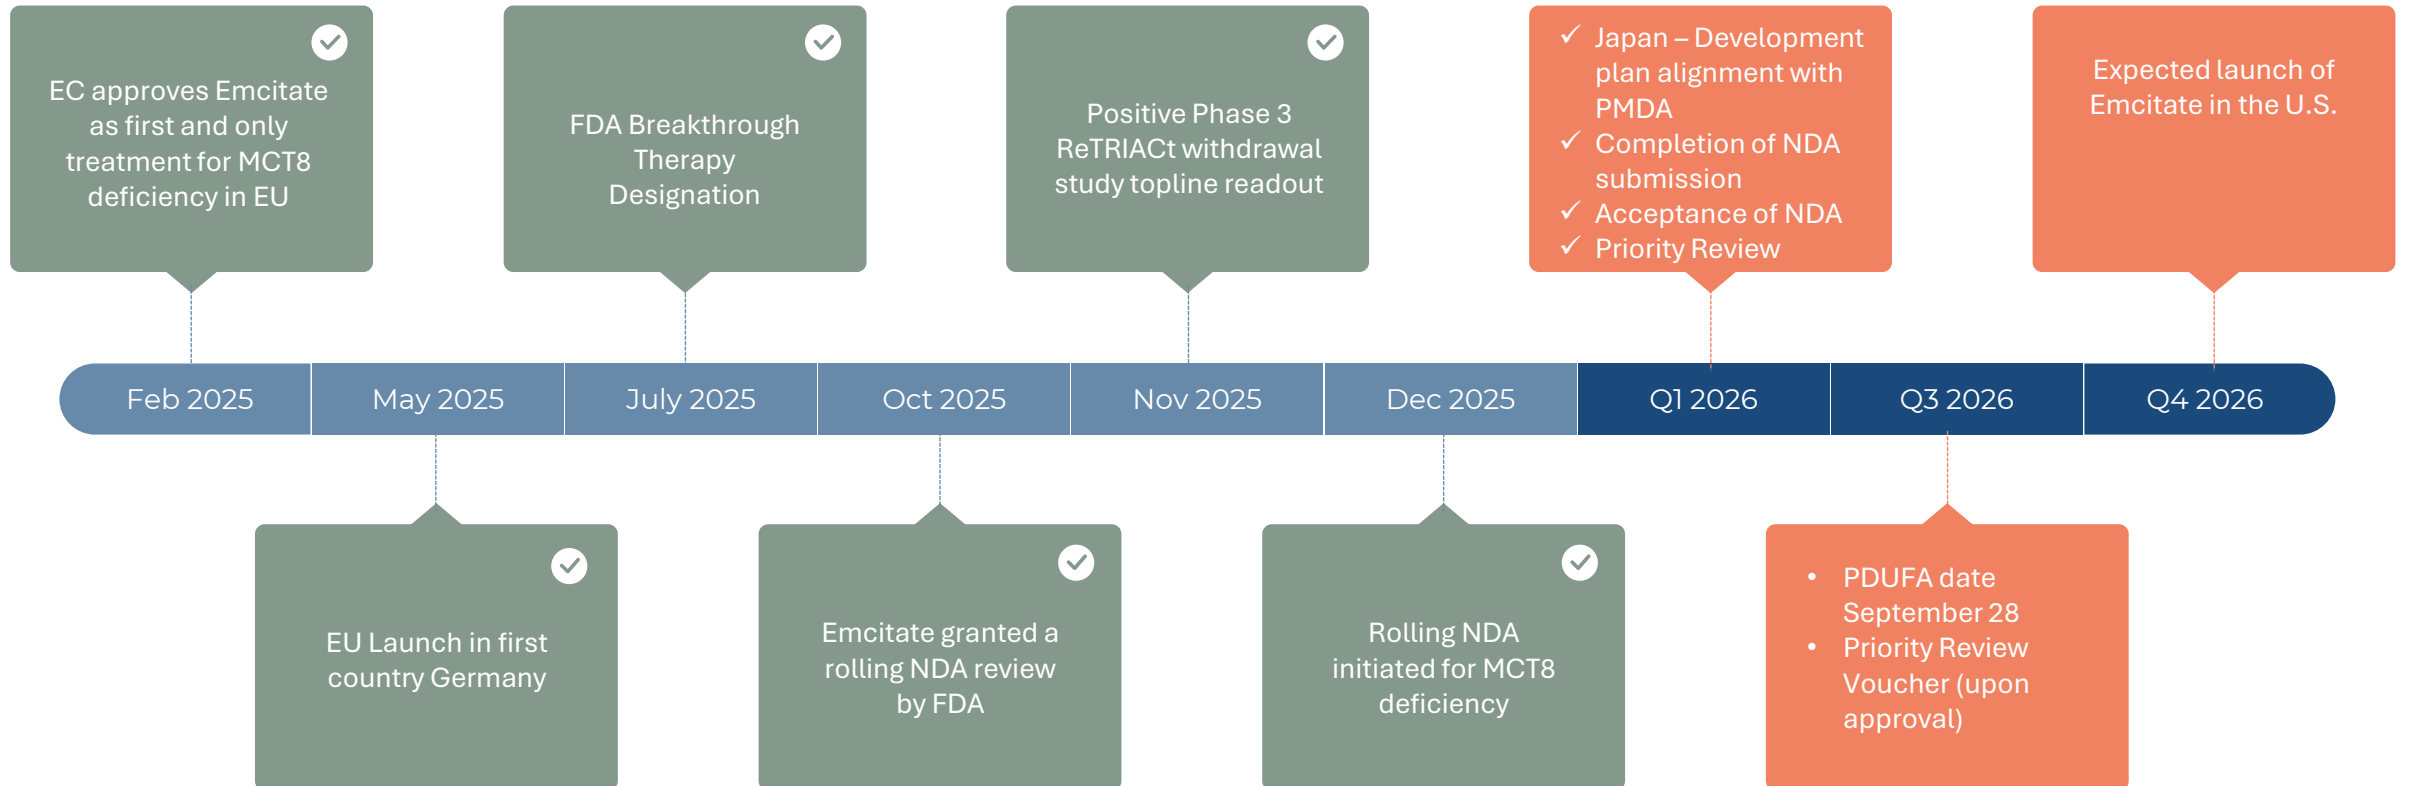 EC approves Emcitate
as first and only
treatment for MCT8
deficiency in EU
FDA Breakthrough
Therapy
Designation
Positive Phase 3
ReTRIACt withdrawal
study topline readout
✓ Japan – Development
plan alignment with
PMDA
✓ Completion of NDA
submission
✓ Acceptance of NDA
✓ Priority Review
Expected launch of
Emcitate in the U.S.
Feb 2025
May 2025
July 2025
Oct 2025
Nov 2025
Dec 2025
Q1 2026
Q3 2026
Q4 2026
EU Launch in first
country Germany
Emcitate granted a
rolling NDA review
by FDA
Rolling NDA
initiated for MCT8
deficiency
• PDUFA date
September 28
• Priority Review
Voucher (upon
approval)